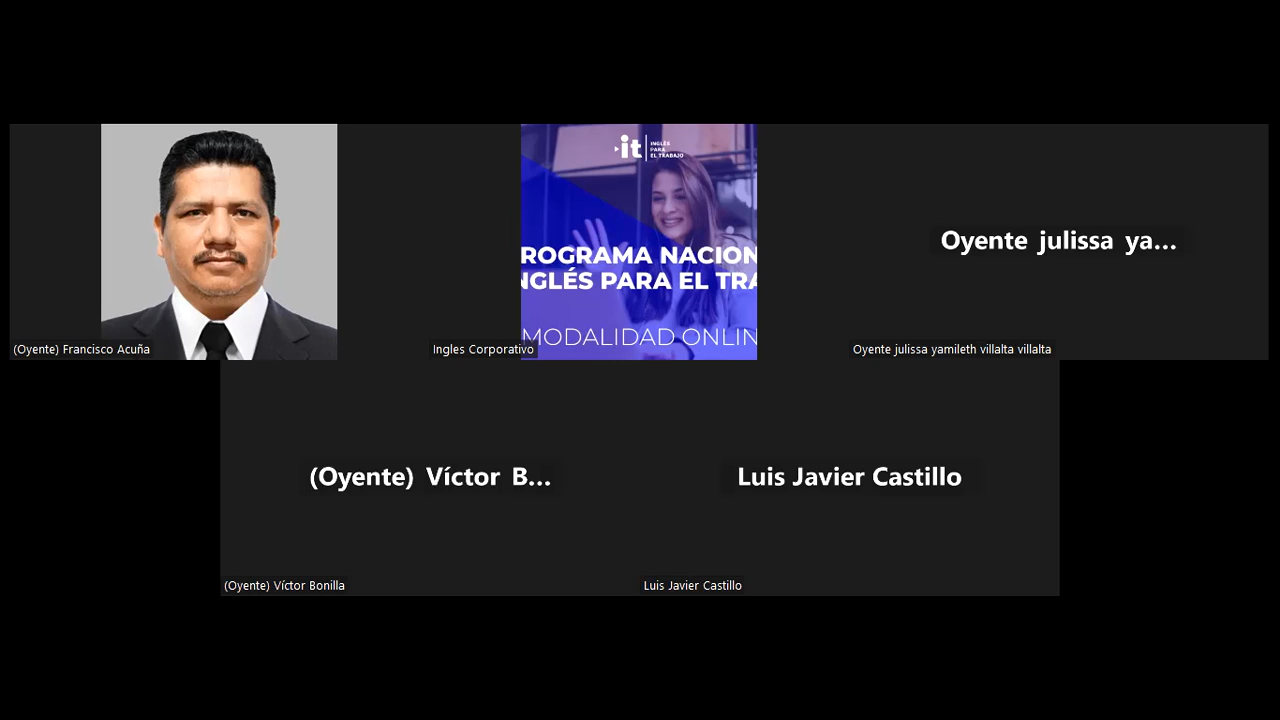 it
INGLÉS
PARA
EL TRABAJO
ROGRAMA NACION
NGLÉS PARA EL TRA
MODALIDAD ONLIN
Oyente julissa ya...
(Oyente) Francisco Acuña
Ingles Corporativo
Oyente julissa yamileth villalta villalta
(Oyente) Víctor B...
Luis Javier Castillo
(Oyente) Víctor Bonilla
Luis Javier Castillo